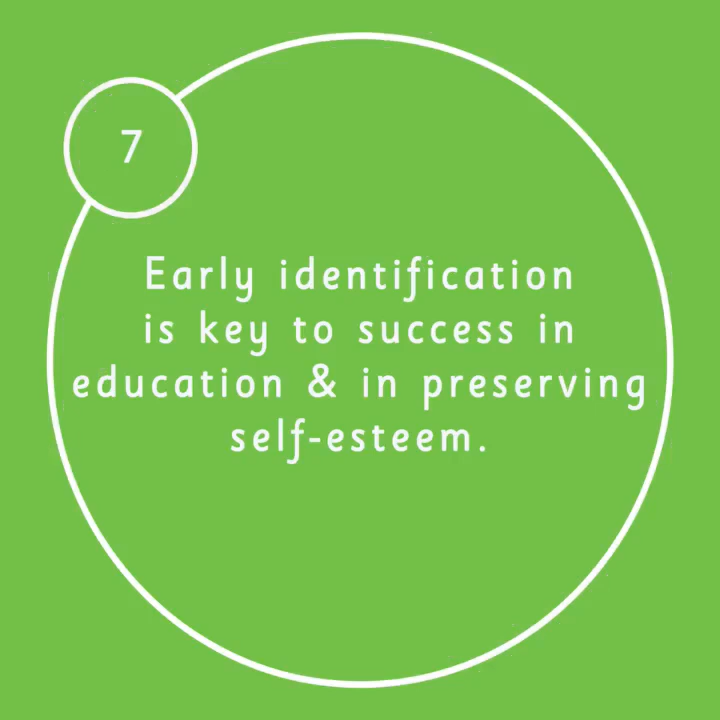 7
Early identification
is key to success in
education & in preserving
self-esteem.